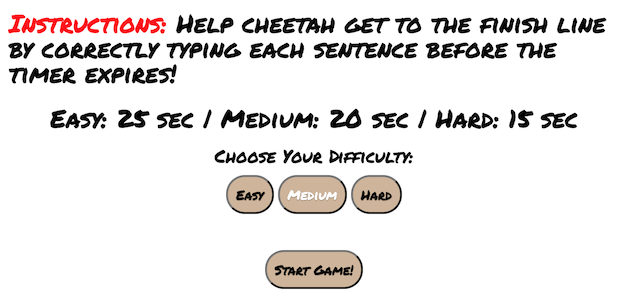 Instructions: Help cheetah get to the finish line
by correctly typing each sentence before the
timer expires!
Easy: 25 sec / Medium: 20 sec / Hard: 15 sec
Choose Your Difficulty:
Easy Medium Hard
Start Game!